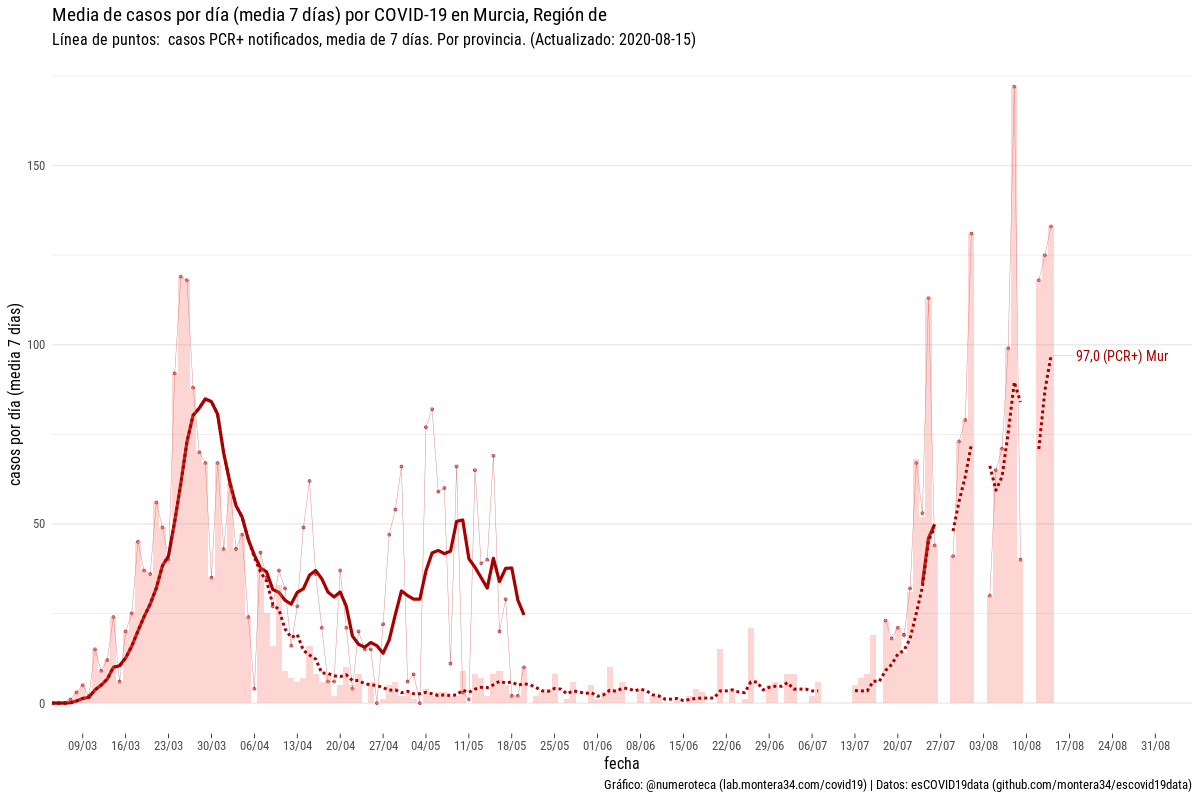 Media de casos por día (media 7 días) por COVID-19 en Murcia, Región de
Línea de puntos:  casos PCR+ notificados, media de 7 días. Por provincia. (Actualizado: 2020-08-15)
casos por día (media 7 días)
150
100
50
0
97,0 (PCR+) Mur
09/03 16/03 23/03 30/03 06/04 13/04 20/04 27/04 04/05 11/05 18/05 25/05 01/06 08/06 15/06 22/06 29/06 06/07 13/07 20/07 27/07 03/08 10/08 17/08 24/08 31/08
fecha
Gráfico: @numeroteca (lab.montera34.com/covid19) | Datos: esCOVID19data (github.com/montera34/escovid19data)